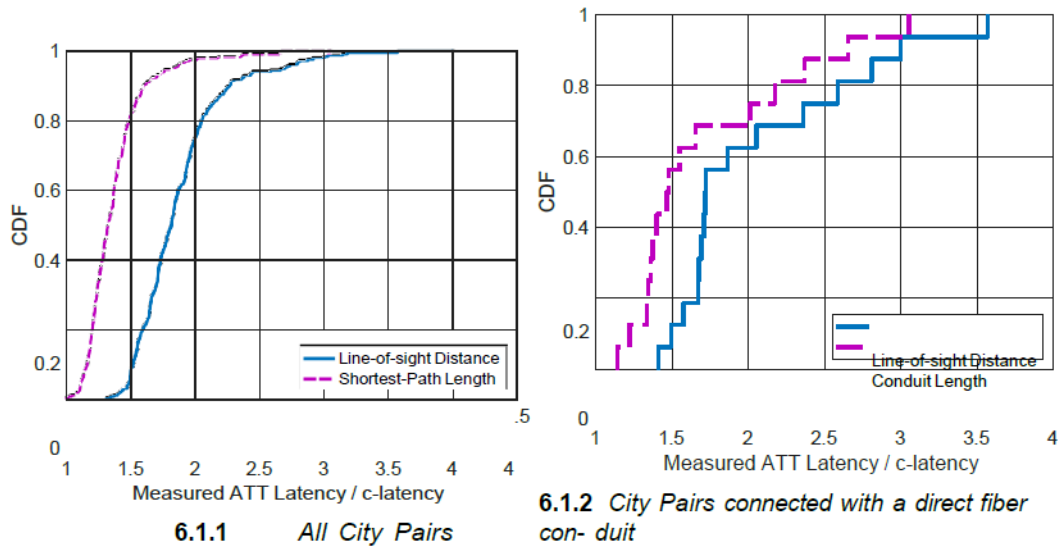 1
0.8
0.6
0.4
0.2
0
CDF
Line-of-sight Distance
Shortest-Path Length
.5
1 1.5 2 2.5 3 4 4
Measured ATT Latency / c-latency
6.1.1 All City Pairs
1
0.8
0.6
0.4
0.2
0
CDF
Line-of-sight Distance
Conduit Length
1 1.5 2 2.5 3 3.5 4
Measured ATT Latency / c-latency
6.1.2 City Pairs connected with a direct fiber
con- duit